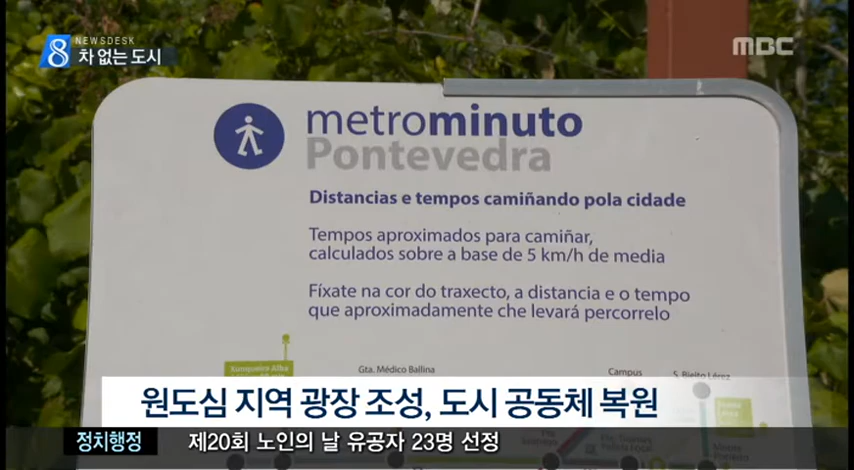 8 NEWSDESK
차 없는 도시
MBC
metrominuto
Pontevedra
Distancias e tempos camiñando pola cidade
Tempos aproximados para camiñar,
calculados sobre a base de 5 km/h de media
Fíxate na cor do traxecto, a distancia e o tempo
que aproximadamente che levará percorrelo
Xunqueira Alba
Gta. Médico Ballina
Campus
S. Bieito Lérez
원도심 지역 광장 조성, 도시 공동체 복원
정치행정
제20회 노인의 날 유공자 23명 선정